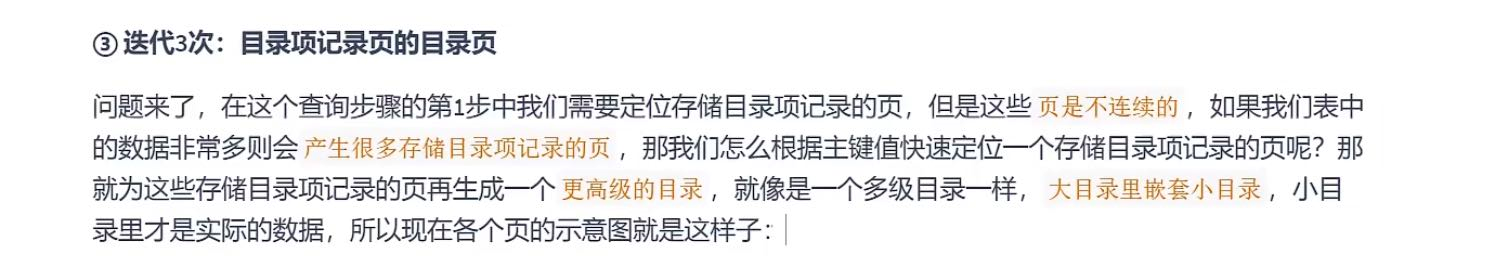 ③ 迭代3次：目录项记录页的目录页
问题来了，在这个查询步骤的第1步中我们需要定位存储目录项记录的页，但是这些 页是不连续的 ，如果我们表中
的数据非常多则会 产生很多存储目录项记录的页 ，那我们怎么根据主键值快速定位一个存储目录项记录的页呢？那
就为这些存储目录项记录的页再生成一个 更高级的目录 ，就像是一个多级目录一样， 大目录里嵌套小目录 ，小目
录里才是实际的数据，所以现在各个页的示意图就是这样子：